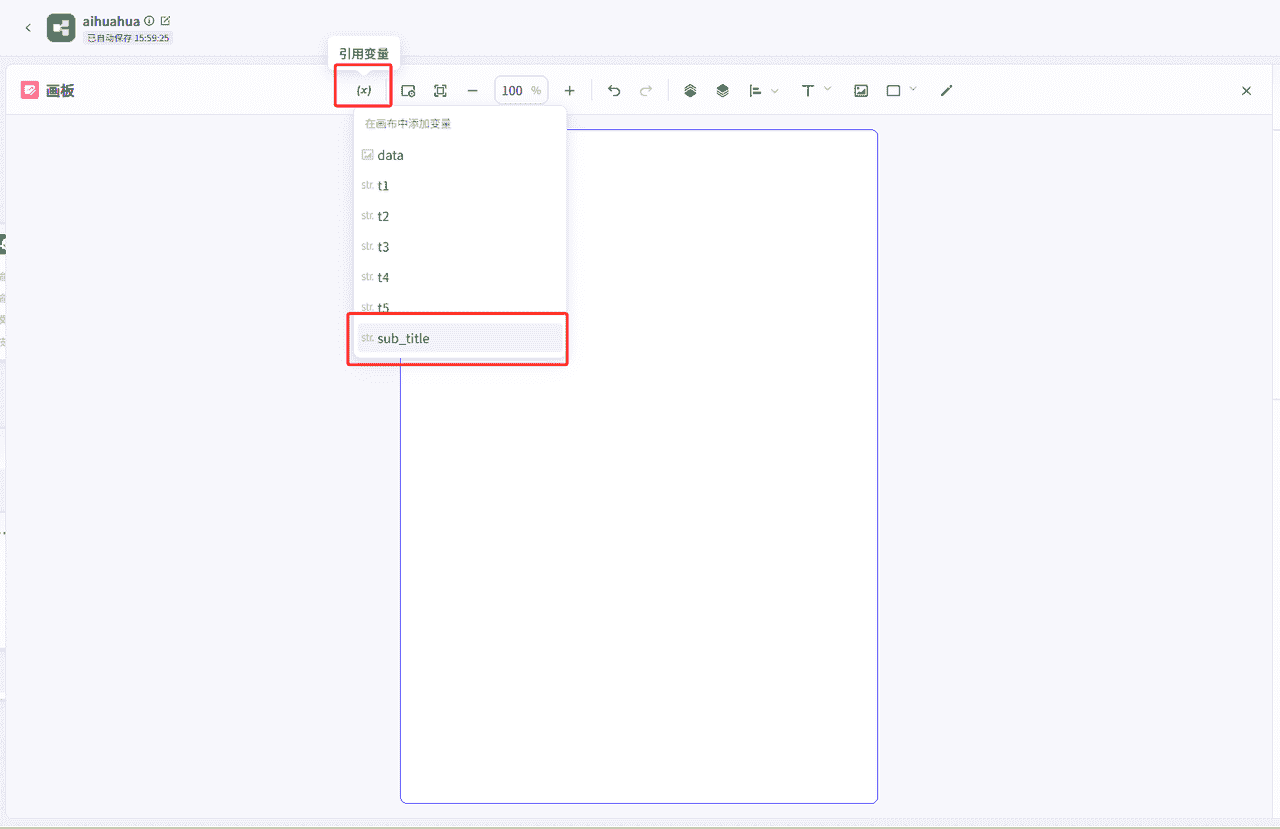 aihuahua
已自动保存 15:59:25
引用变量
画板
(x)
100 %
T
在画布中添加变量
data
str. t1
str. t2
str. t3
str. t4
str. t5
str. sub_title